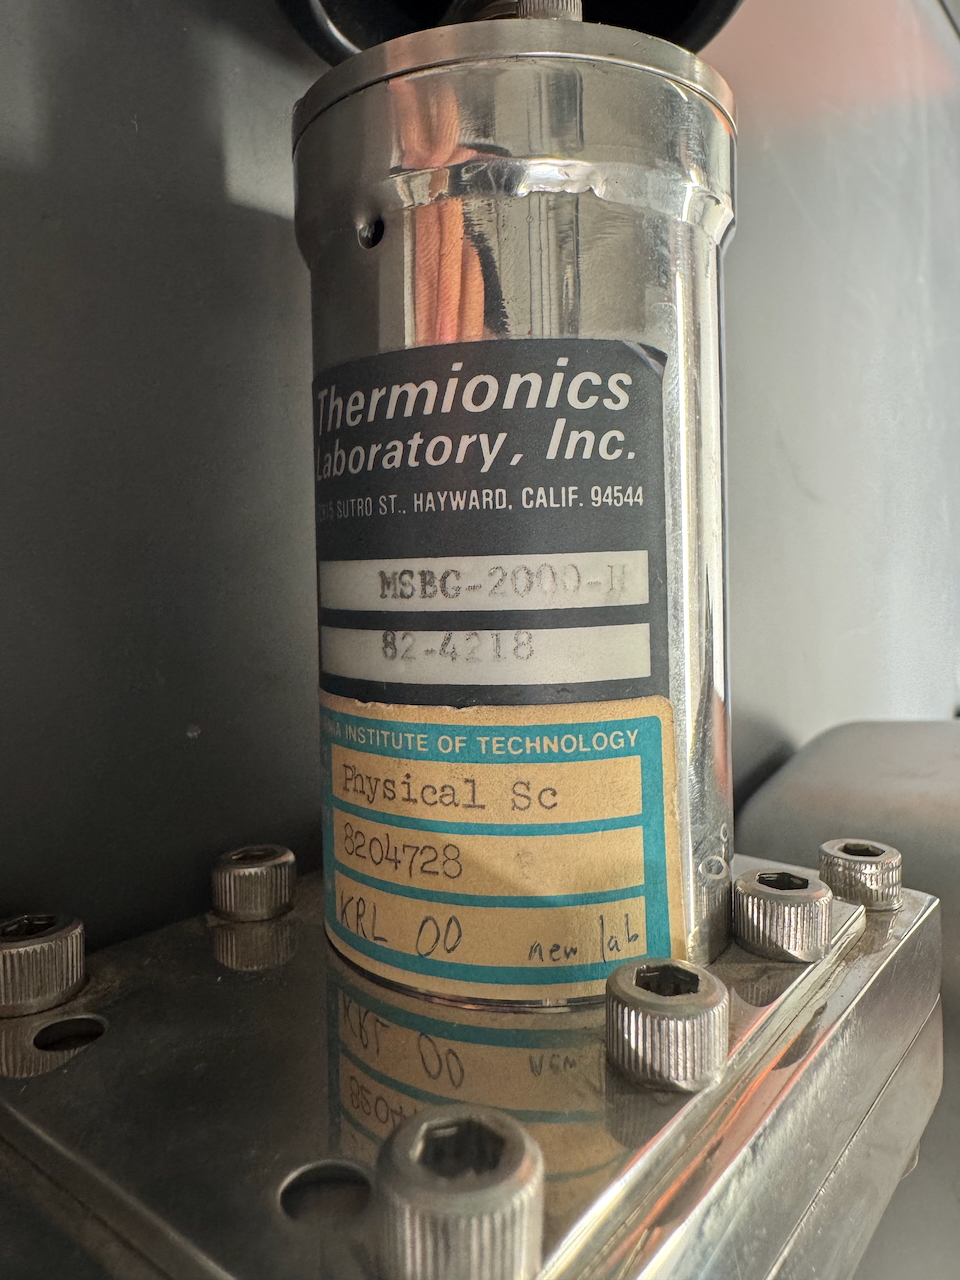 Thermionics
Laboratory, Inc.
SUTRO ST., HAYWARD, CALIF. 94544
MSBG-2000-
82-4218
INSTITUTE OF TECHNOLOGY
Physical Sc
8204728
KRL 00 new lab